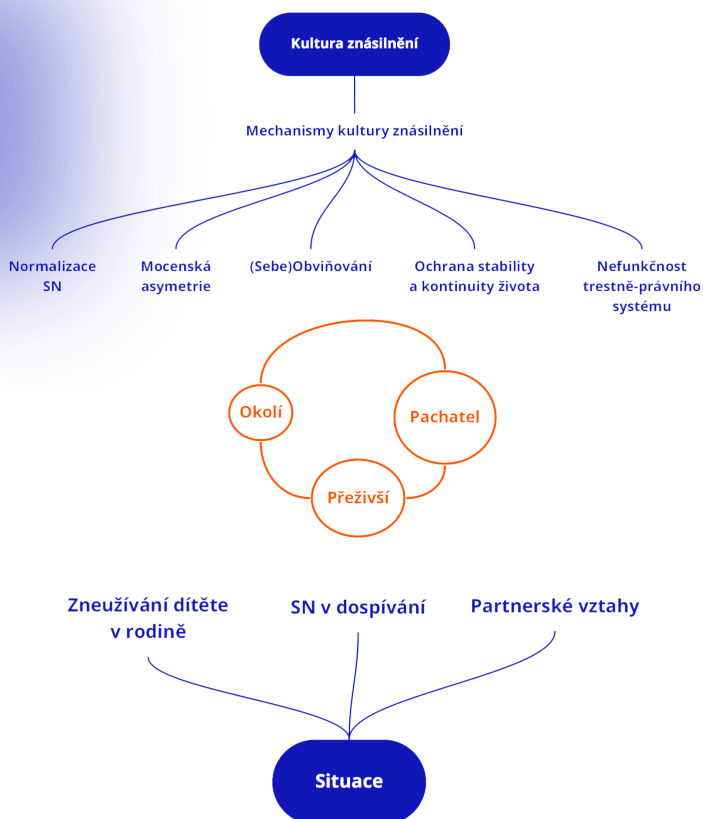 Kultura znásilnění
Mechanismy kultury znásilnění
Normalizace
SN
Mocenská
asymetrie
(Sebe)Obviňování
Ochrana stability
a kontinuity života
Nefunkčnost
trestně-právního
systému
Okolí
Pachatel
Přeživší
Zneužívání dítěte
v rodině
SN v dospívání
Partnerské vztahy
Situace